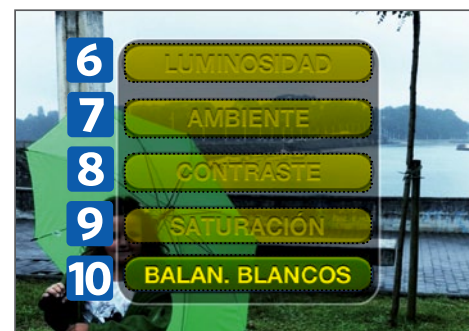 6 LUMINOSIDAD
7 AMBIENTE
8 CONTRASTE
9 SATURACIÓN
10 BALAN. BLANCOS